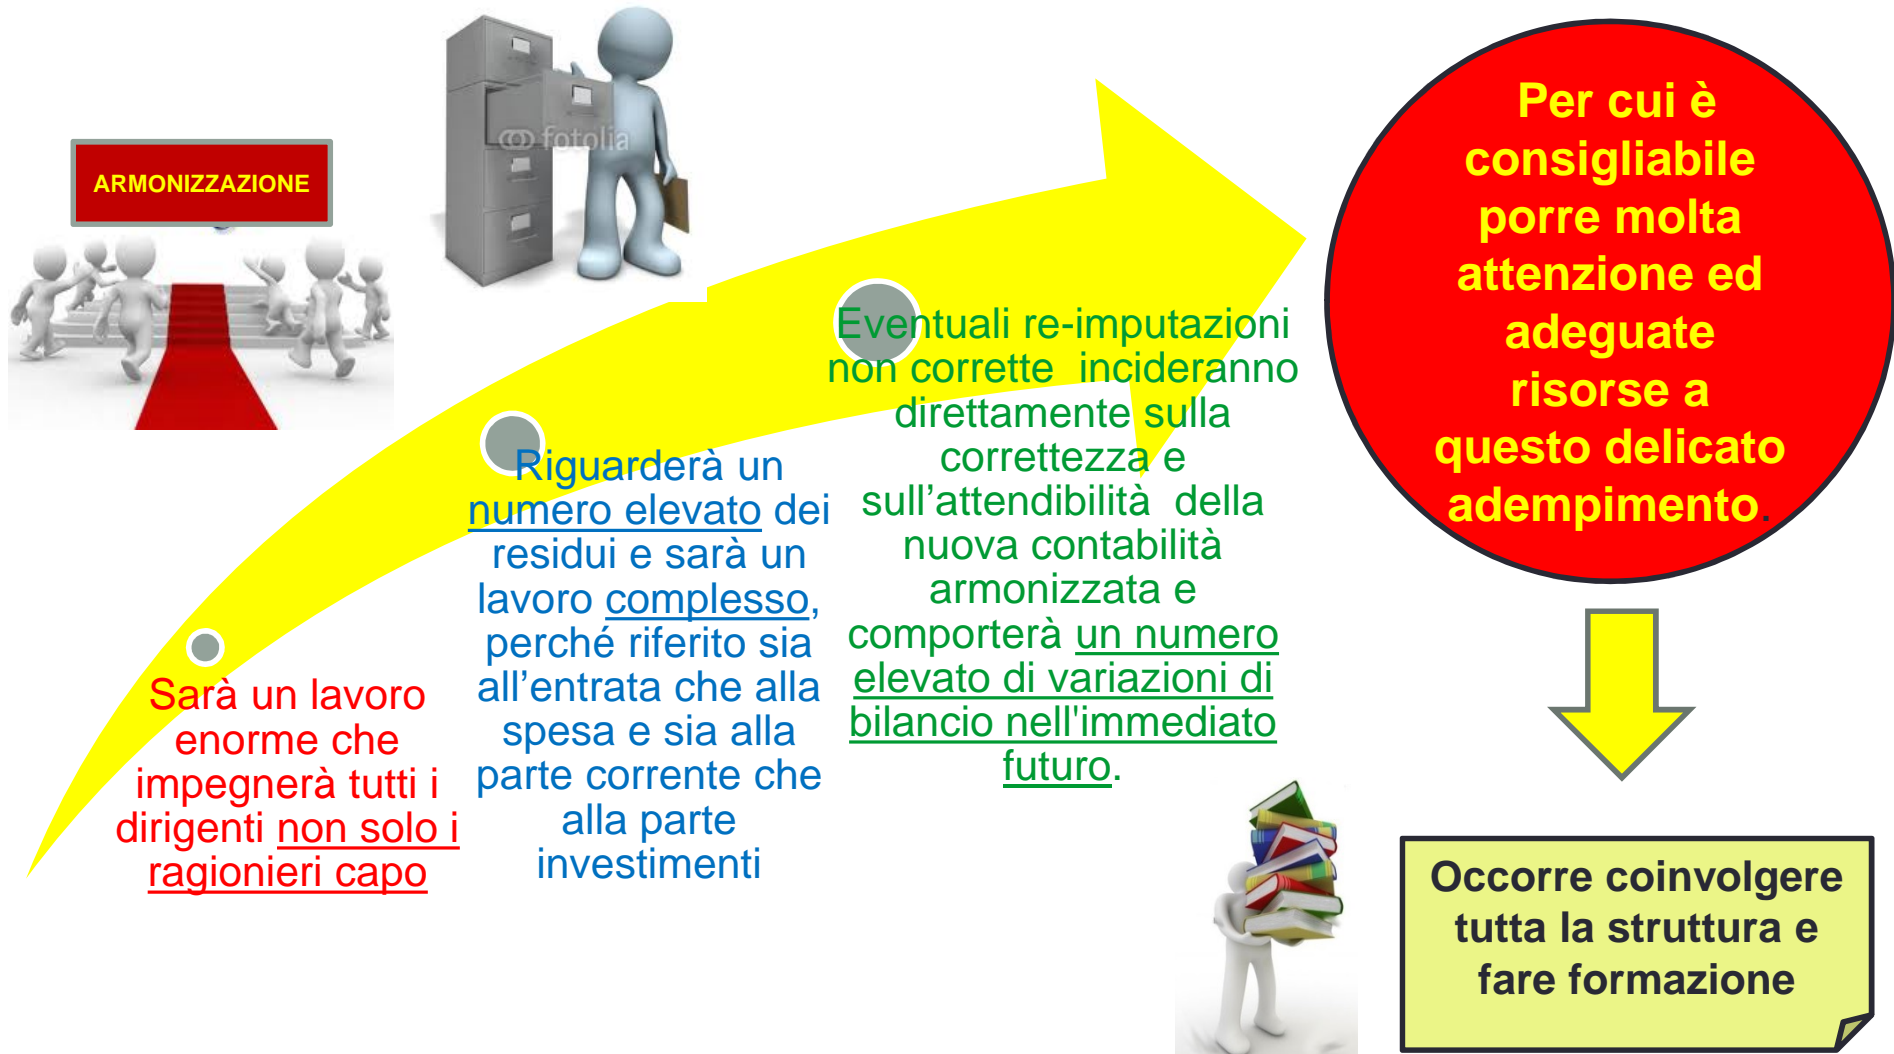 ARMONIZZAZIONE
fotolia
Sarà un lavoro
enorme che
impegnerà tutti i
dirigenti non solo i
ragionieri capo
Riguarderà un
numero elevato dei
residui e sarà un
lavoro complesso,
perché riferito sia
all’entrata che alla
spesa e sia alla
parte corrente che
alla parte
investimenti
Eventuali re-imputazioni
non corrette  incideranno
direttamente sulla
correttezza e
sull’attendibilità  della
nuova contabilità
armonizzata e
comporterà un numero
elevato di variazioni di
bilancio nell'immediato
futuro.
Per cui è
consigliabile
porre molta
attenzione ed
adeguate
risorse a
questo delicato
adempimento.
Occorre coinvolgere
tutta la struttura e
fare formazione